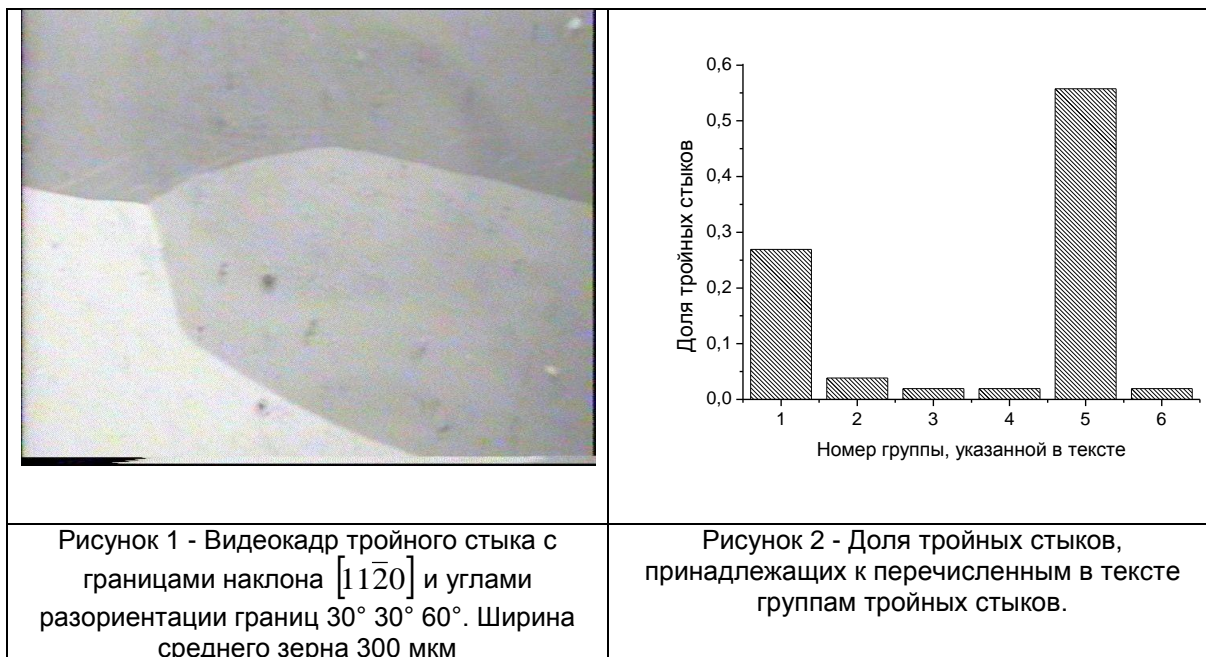 0,6
0,5
0,4
0,3
0,2
0,1
0,0
Доля тройных стыков
1 2 3 4 5 6
Номер группы, указанной в тексте
Рисунок 1 - Видеокадр тройного стыка с
границами наклона [112̅0] и углами
разориентации границ 30° 30° 60°. Ширина
среднего зерна 300 мкм
Рисунок 2 - Доля тройных стыков,
принадлежащих к перечисленным в тексте
группам тройных стыков.